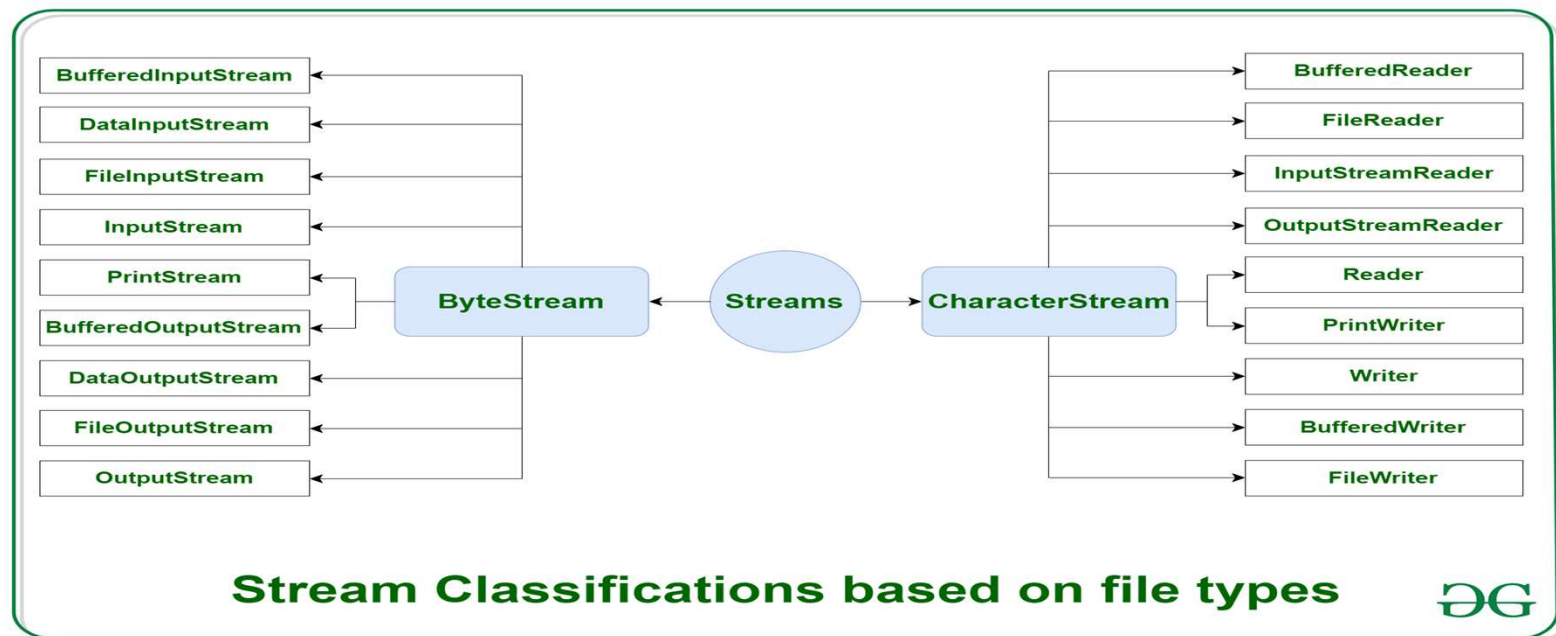 BufferedInputStream
DataInputStream
FileInputStream
InputStream
PrintStream
BufferedOutputStream
DataOutputStream
FileOutputStream
OutputStream
ByteStream
Streams
CharacterStream
BufferedReader
FileReader
InputStreamReader
OutputStreamReader
Reader
PrintWriter
Writer
BufferedWriter
FileWriter
Stream Classifications based on file types